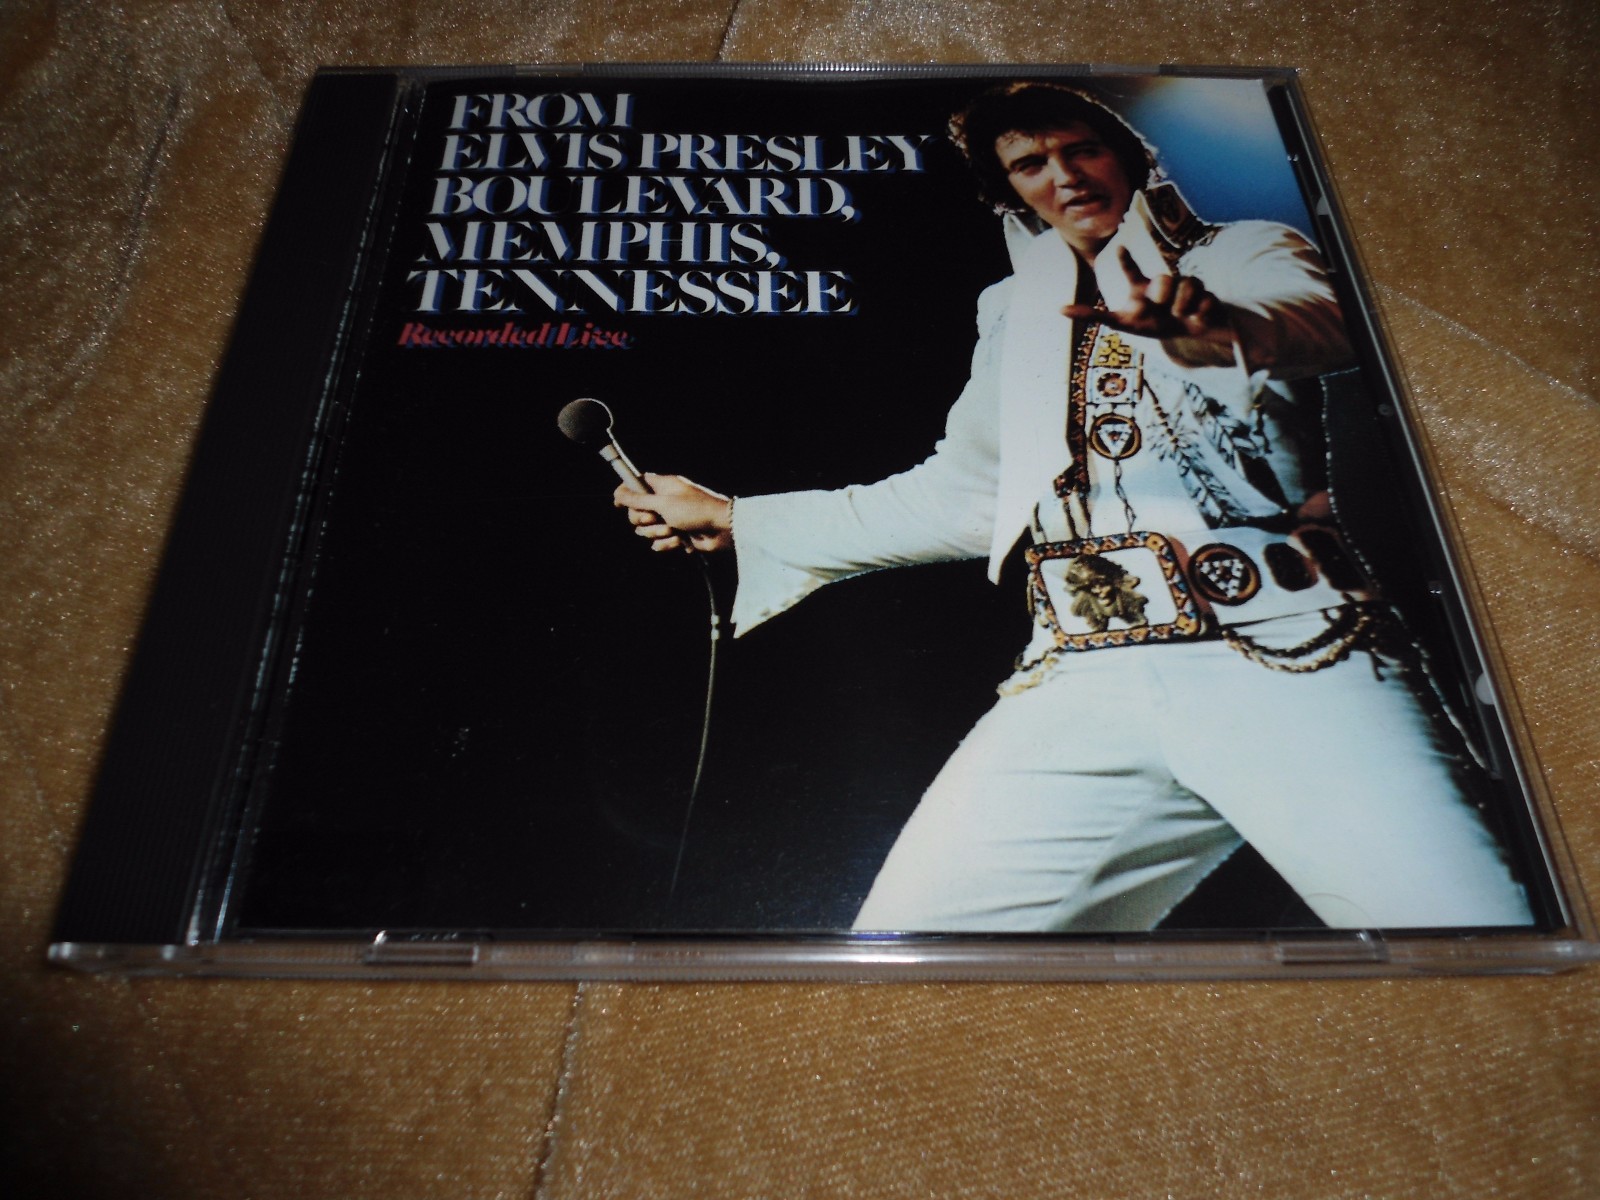 FROM
ELVIS PRESLEY
BOULEVARD,
MEMPHIS,
TENNESSEE
Recorded Live